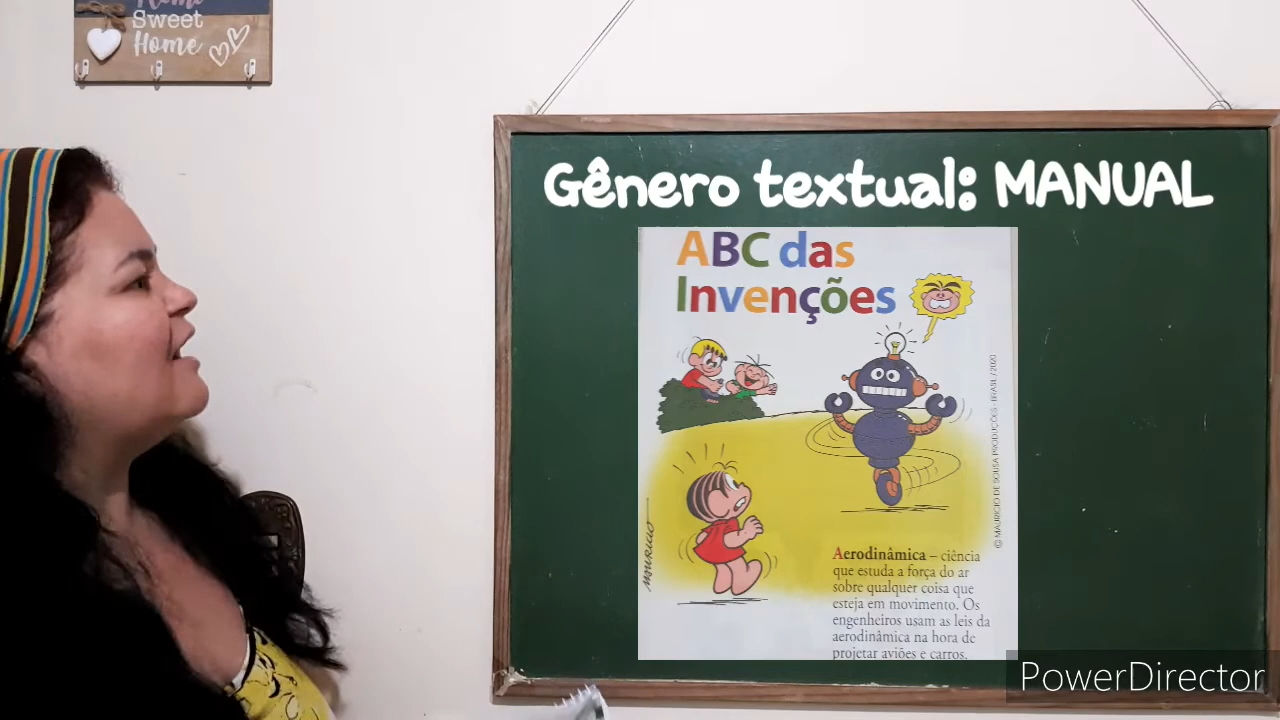 Home
Sweet
Home
Gênero textual: MANUAL
ABC das
Invenções
MAURICIO
© MAURICIO DE SOUSA PRODUÇÕES - BRASIL / 2020
Aerodinâmica – ciência
que estuda a força do ar
sobre qualquer coisa que
esteja em movimento. Os
engenheiros usam as leis da
aerodinâmica na hora de
projetar aviões e carros.
PowerDirector